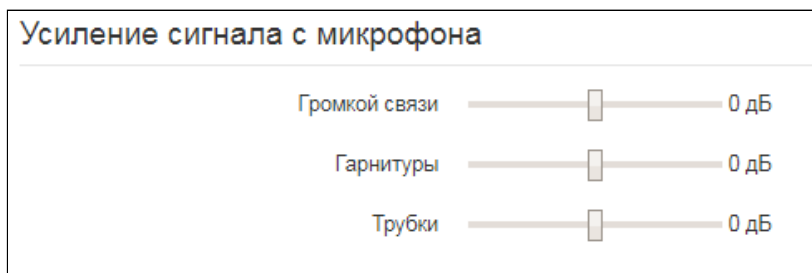 Усиление сигнала с микрофона
Громкой связи 0 дБ
Гарнитуры 0 дБ
Трубки 0 дБ